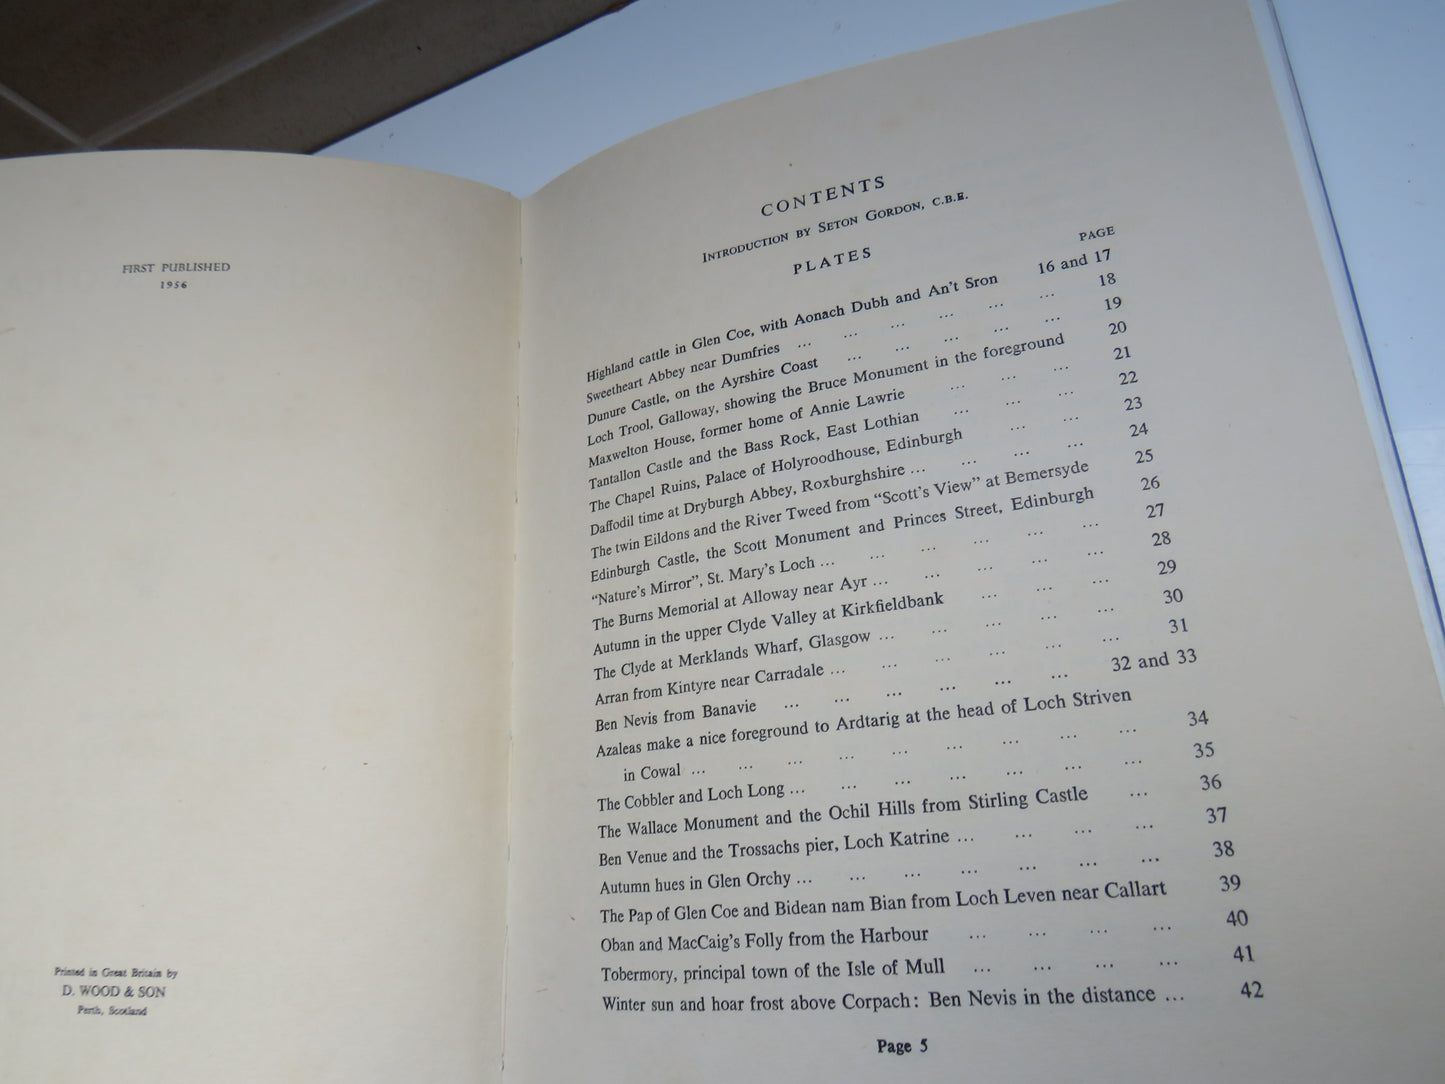 FIRST PUBLISHED
1956
Printed in Great Britain by
D. WOOD & SON
Perth, Scotland
CONTENTS
INTRODUCTION BY SETON GORDON, C.B.E.
PLATES
PAGE
Highland cattle in Glen Coe, with Aonach Dubh and An't Sron 16 and 17
Sweetheart Abbey near Dumfries ... ... ... ... ... ... 18
Dunure Castle, on the Ayrshire Coast ... ... ... ... ... 19
Loch Trool, Galloway, showing the Bruce Monument in the foreground 20
Maxwelton House, former home of Annie Lawrie ... ... ... 21
Tantallon Castle and the Bass Rock, East Lothian ... ... ... 22
The Chapel Ruins, Palace of Holyroodhouse, Edinburgh ... ... 23
Daffodil time at Dryburgh Abbey, Roxburghshire ... ... ... ... 24
The twin Eildons and the River Tweed from "Scott's View" at Bemersyde 25
Edinburgh Castle, the Scott Monument and Princes Street, Edinburgh 26
"Nature's Mirror", St. Mary's Loch ... ... ... ... ... ... 27
The Burns Memorial at Alloway near Ayr ... ... ... ... ... 28
Autumn in the upper Clyde Valley at Kirkfieldbank ... ... ... 29
The Clyde at Merklands Wharf, Glasgow ... ... ... ... ... 30
Arran from Kintyre near Carradale ... ... ... ... ... ... 31
Ben Nevis from Banavie ... ... ... ... ... ... 32 and 33
Azaleas make a nice foreground to Ardtarig at the head of Loch Striven
in Cowal ... ... ... ... ... ... ... ... ... 34
The Cobbler and Loch Long ... ... ... ... ... ... ... 35
The Wallace Monument and the Ochil Hills from Stirling Castle ... 36
Ben Venue and the Trossachs pier, Loch Katrine ... ... ... ... 37
Autumn hues in Glen Orchy ... ... ... ... ... ... ... 38
The Pap of Glen Coe and Bidean nam Bian from Loch Leven near Callart 39
Oban and MacCaig's Folly from the Harbour ... ... ... ... 40
Tobermory, principal town of the Isle of Mull ... ... ... ... 41
Winter sun and hoar frost above Corpach: Ben Nevis in the distance ... 42
Page 5